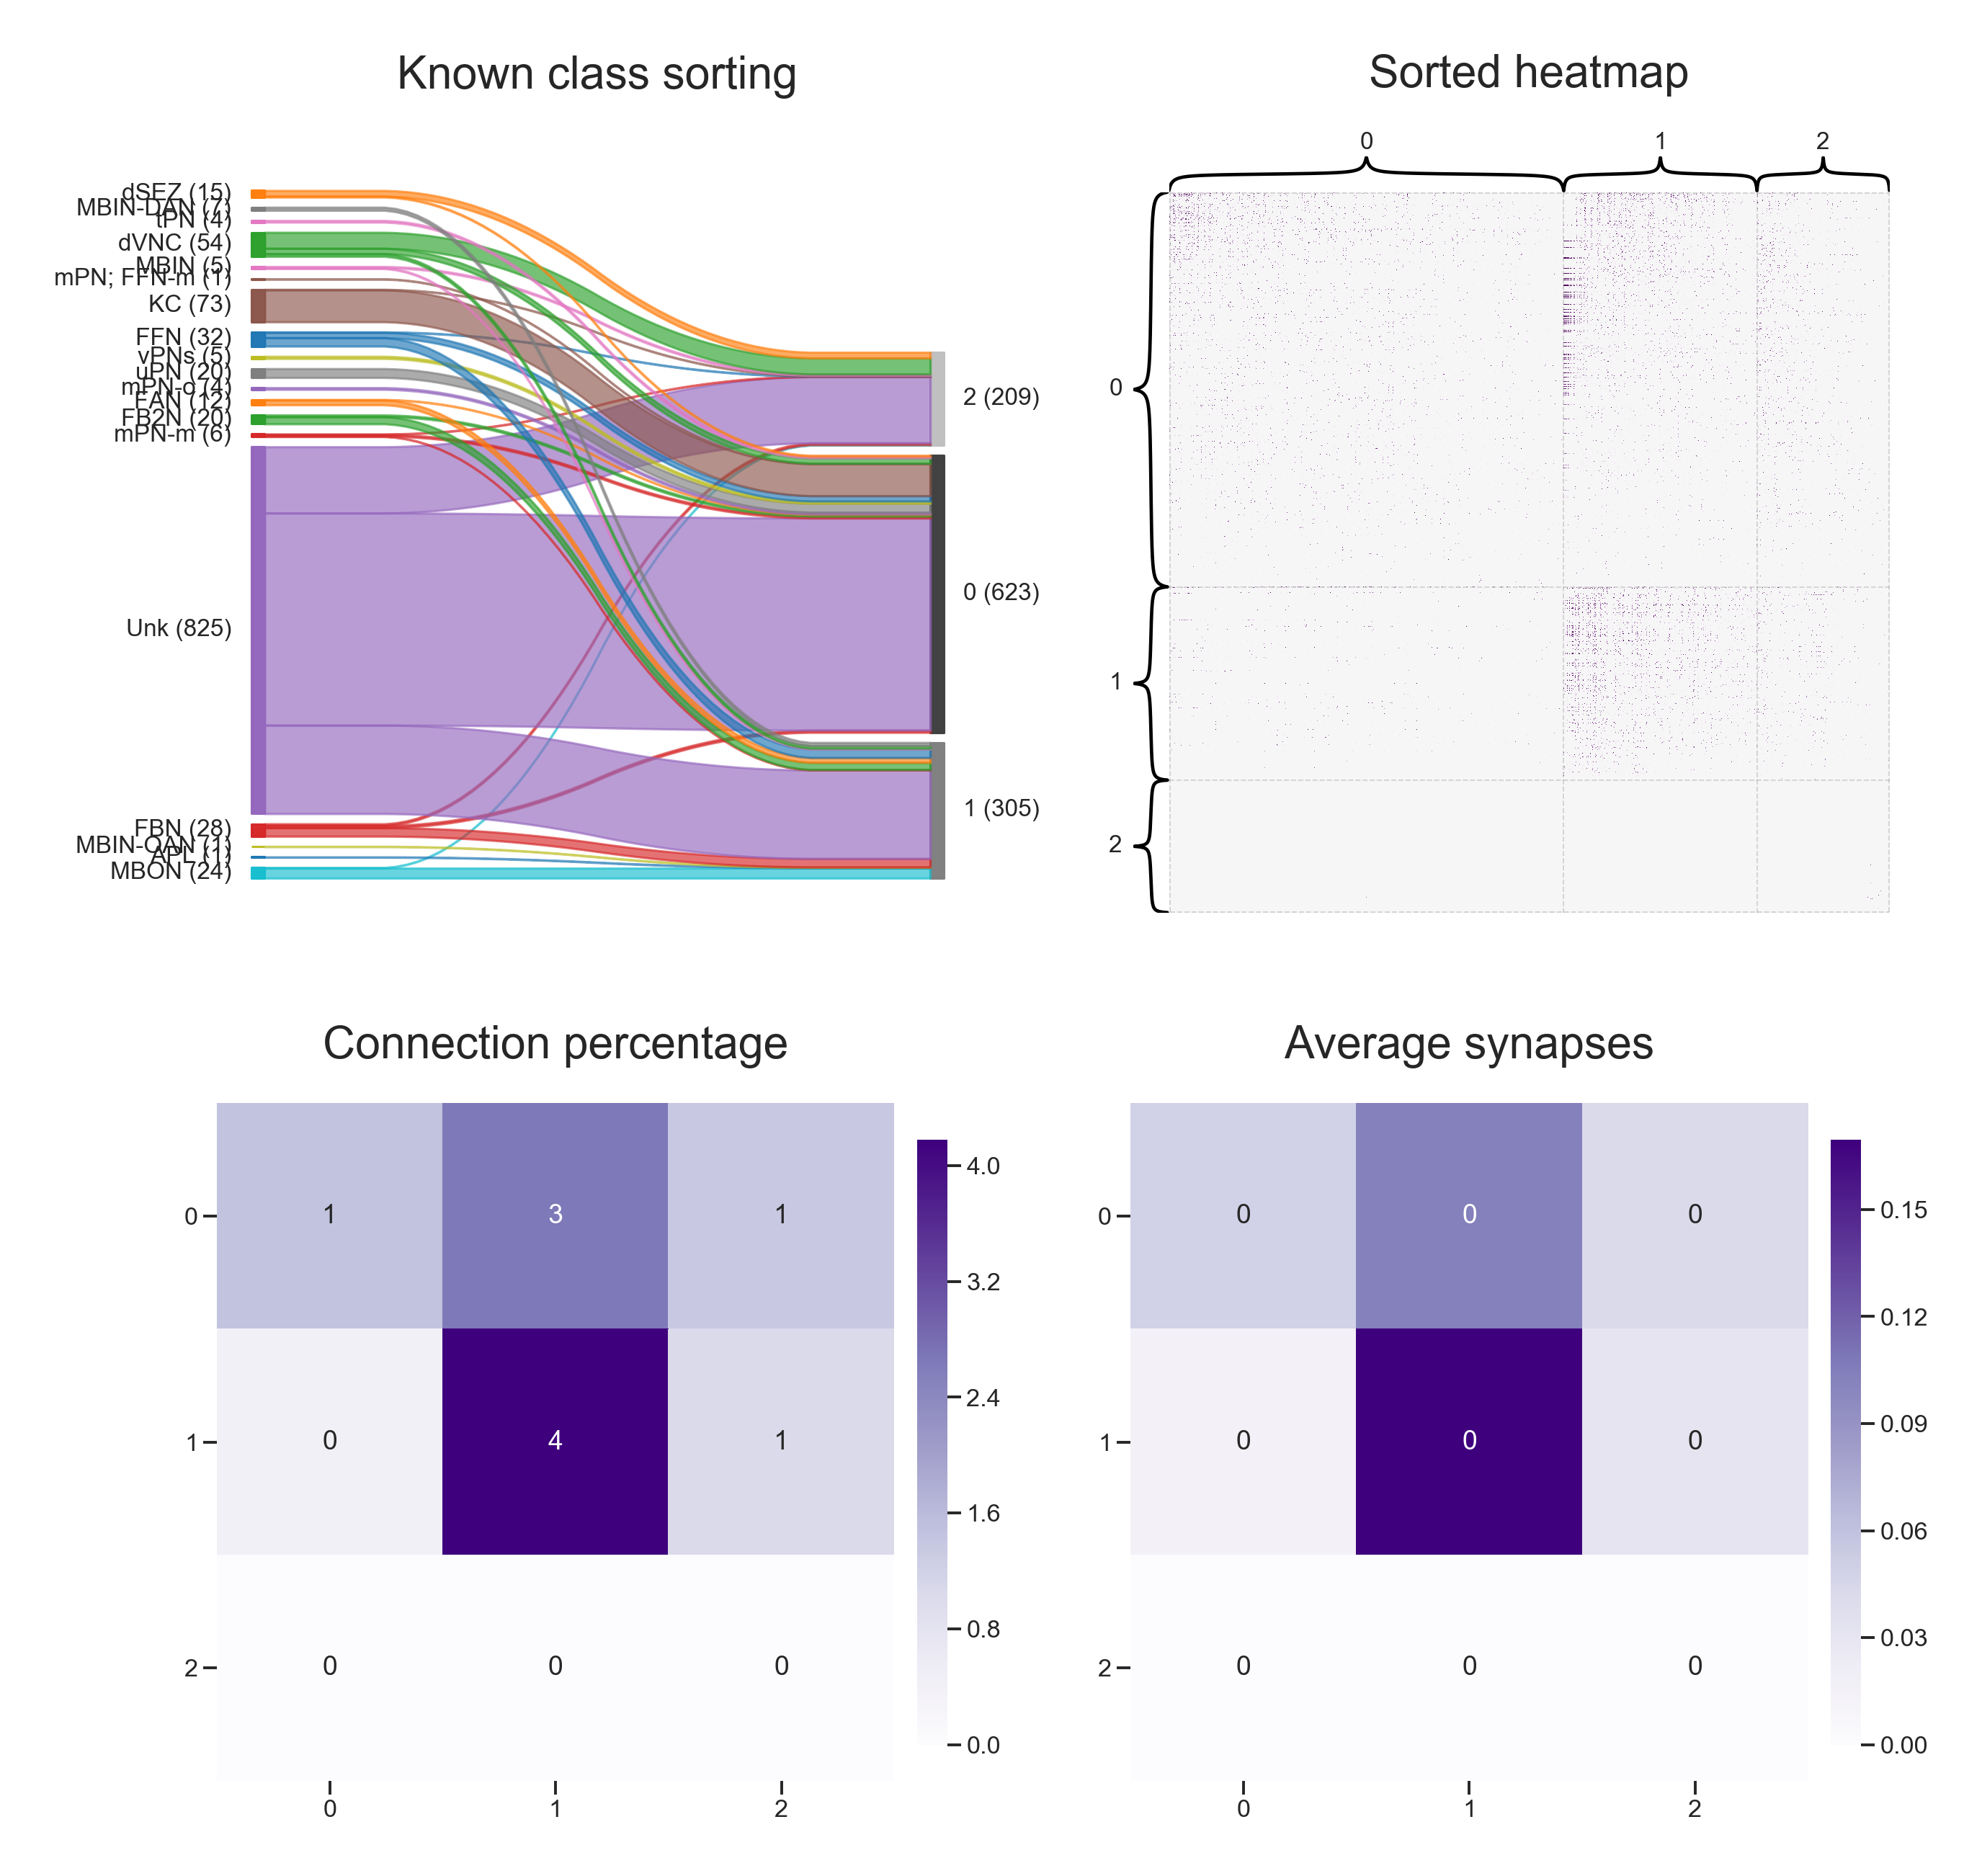 Known class sorting
dSEZ (15)
MBIN-DAN (7)
tPN (4)
dVNC (54)
MBIN (5)
mPN; FFN-m (1)
KC (73)
FFN (32)
vPNs (5)
uPN (20)
mPN-o (4)
FAN (12)
FB2N (20)
mPN-m (6)
Unk (825)
FBN (28)
MBIN-OAN (1)
APL (1)
MBON (24)
2 (209)
0 (623)
1 (305)
Sorted heatmap
0 1 2
0
1
2
Connection percentage
0 1 3 1
1 0 4 1
2 0 0 0
0 1 2
4.0
3.2
2.4
1.6
0.8
0.0
Average synapses
0 0 0 0
1 0 0 0
2 0 0 0
0 1 2
0.15
0.12
0.09
0.06
0.03
0.00